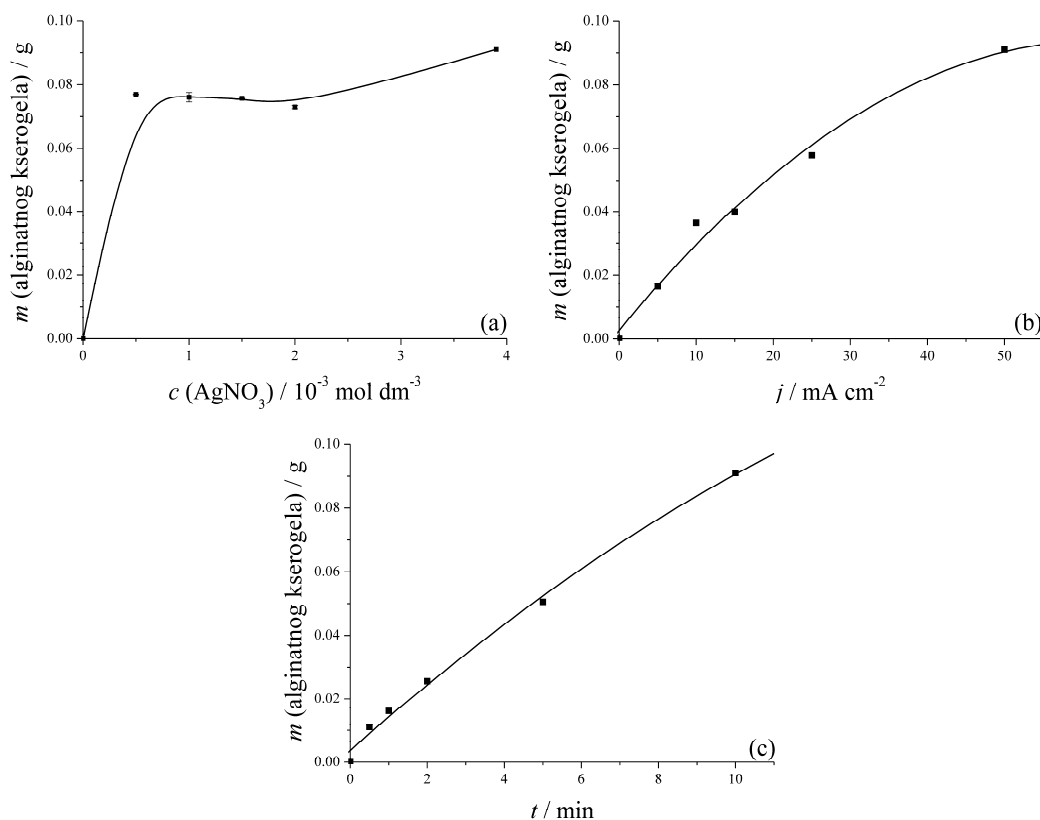 0.10
0.08
0.06
0.04
0.02
0.00
m (alginatnog kserogela) / g
0 1 2 3 4
c (AgNO₃) / 10⁻³ mol dm⁻³
(a)
0.10
0.08
0.06
0.04
0.02
0.00
m (alginatnog kserogela) / g
0 10 20 30 40 50
j / mA cm⁻²
(b)
0.10
0.08
0.06
0.04
0.02
0.00
m (alginatnog kserogela) / g
0 2 4 6 8 10
t / min
(c)